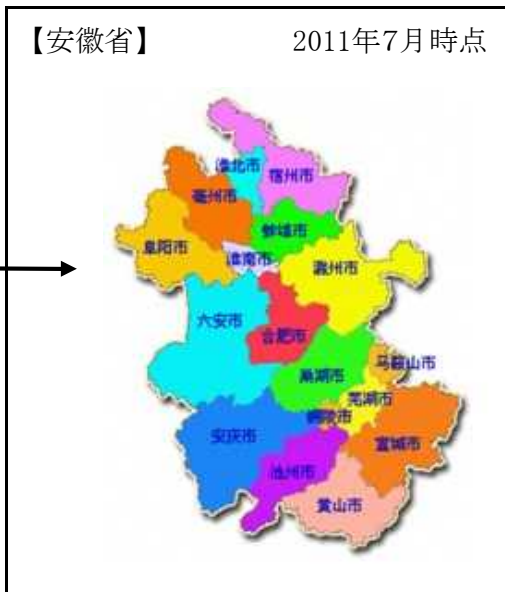 【安徽省】 2011年7月時点
淮北市
宿州市
亳州市
蚌埠市
阜阳市
淮南市
滁州市
六安市
合肥市
巢湖市
马鞍山市
芜湖市
铜陵市
安庆市
宣城市
池州市
黄山市